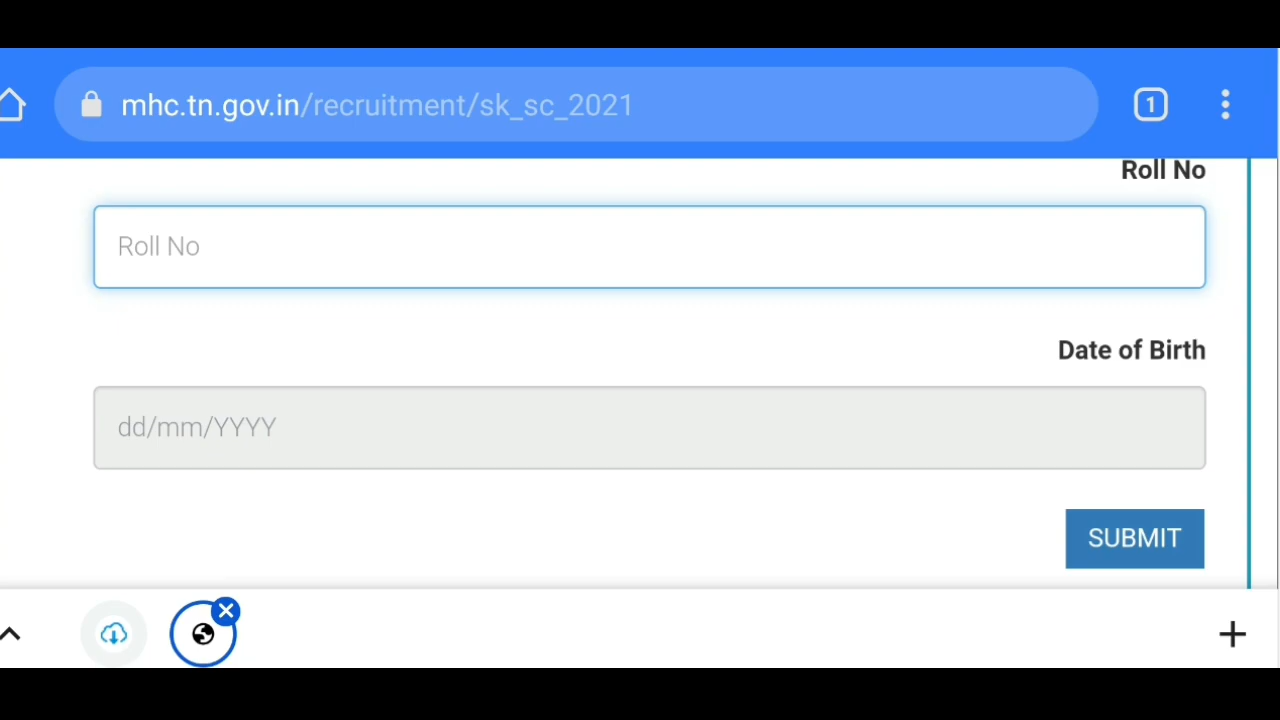 mhc.tn.gov.in/recruitment/sk_sc_2021
1
Roll No
Roll No
Date of Birth
dd/mm/YYYY
SUBMIT